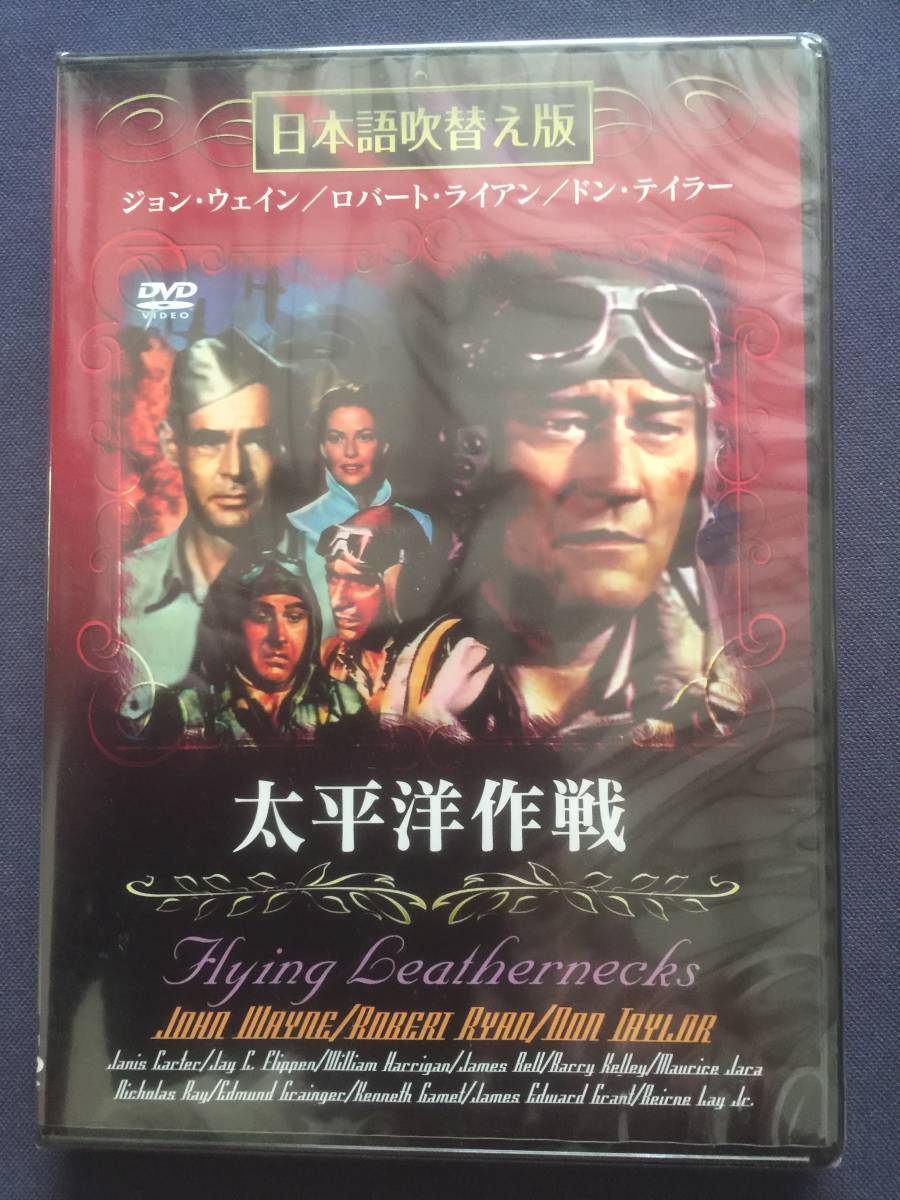 日本語吹替え版
ジョン・ウェイン/ロバート・ライアン/ドン・テイラー
DVD
VIDEO
太平洋作戦
Flying Leathernecks
JOHN WAYNE/ROBERT RYAN/DON TAYLOR
Janis Carter/Jay C. Flippen/William Harrigan/James Bell/Barry Kelley/Maurice Jara
Nicholas Ray/Edmund Grainger/Kenneth Gamet/James Edward Grant/Beirne Lay Jr.